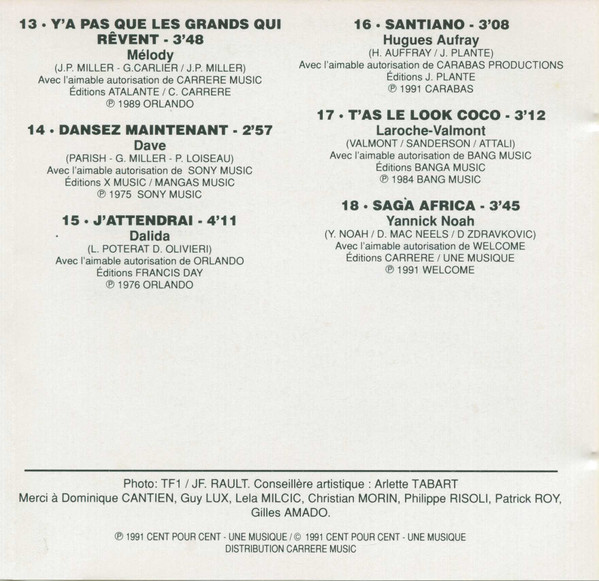 13 • Y'A PAS QUE LES GRANDS QUI
RÊVENT - 3'48
Mélody
(J.P. MILLER - G.CARLIER / J.P. MILLER)
Avec l'aimable autorisation de CARRERE MUSIC
Éditions ATALANTE / C. CARRERE
℗ 1989 ORLANDO
14 • DANSEZ MAINTENANT - 2'57
Dave
(PARISH - G. MILLER - P. LOISEAU)
Avec l'aimable autorisation de SONY MUSIC
Éditions X MUSIC / MANGAS MUSIC
℗ 1975 SONY MUSIC
15 • J'ATTENDRAI - 4'11
Dalida
(L. POTERAT D. OLIVIERI)
Avec l'aimable autorisation de ORLANDO
Éditions FRANCIS DAY
℗ 1976 ORLANDO
16 • SANTIANO - 3'08
Hugues Aufray
(H. AUFFRAY / J. PLANTE)
Avec l'aimable autorisation de CARABAS PRODUCTIONS
Éditions J. PLANTE
℗ 1991 CARABAS
17 • T'AS LE LOOK COCO - 3'12
Laroche-Valmont
(VALMONT / SANDERSON / ATTALI)
Avec l'aimable autorisation de BANG MUSIC
Éditions BANGA MUSIC
℗ 1984 BANG MUSIC
18 • SAGA AFRICA - 3'45
Yannick Noah
(Y. NOAH / D. MAC NEELS / D ZDRAVKOVIC)
Avec l'aimable autorisation de WELCOME
Éditions CARRERE / UNE MUSIQUE
℗ 1991 WELCOME
Photo: TF1 / JF. RAULT. Conseillère artistique : Arlette TABART
Merci à Dominique CANTIEN, Guy LUX, Lela MILCIC, Christian MORIN, Philippe RISOLI, Patrick ROY,
Gilles AMADO.
℗ 1991 CENT POUR CENT - UNE MUSIQUE / © 1991 CENT POUR CENT - UNE MUSIQUE
DISTRIBUTION CARRERE MUSIC